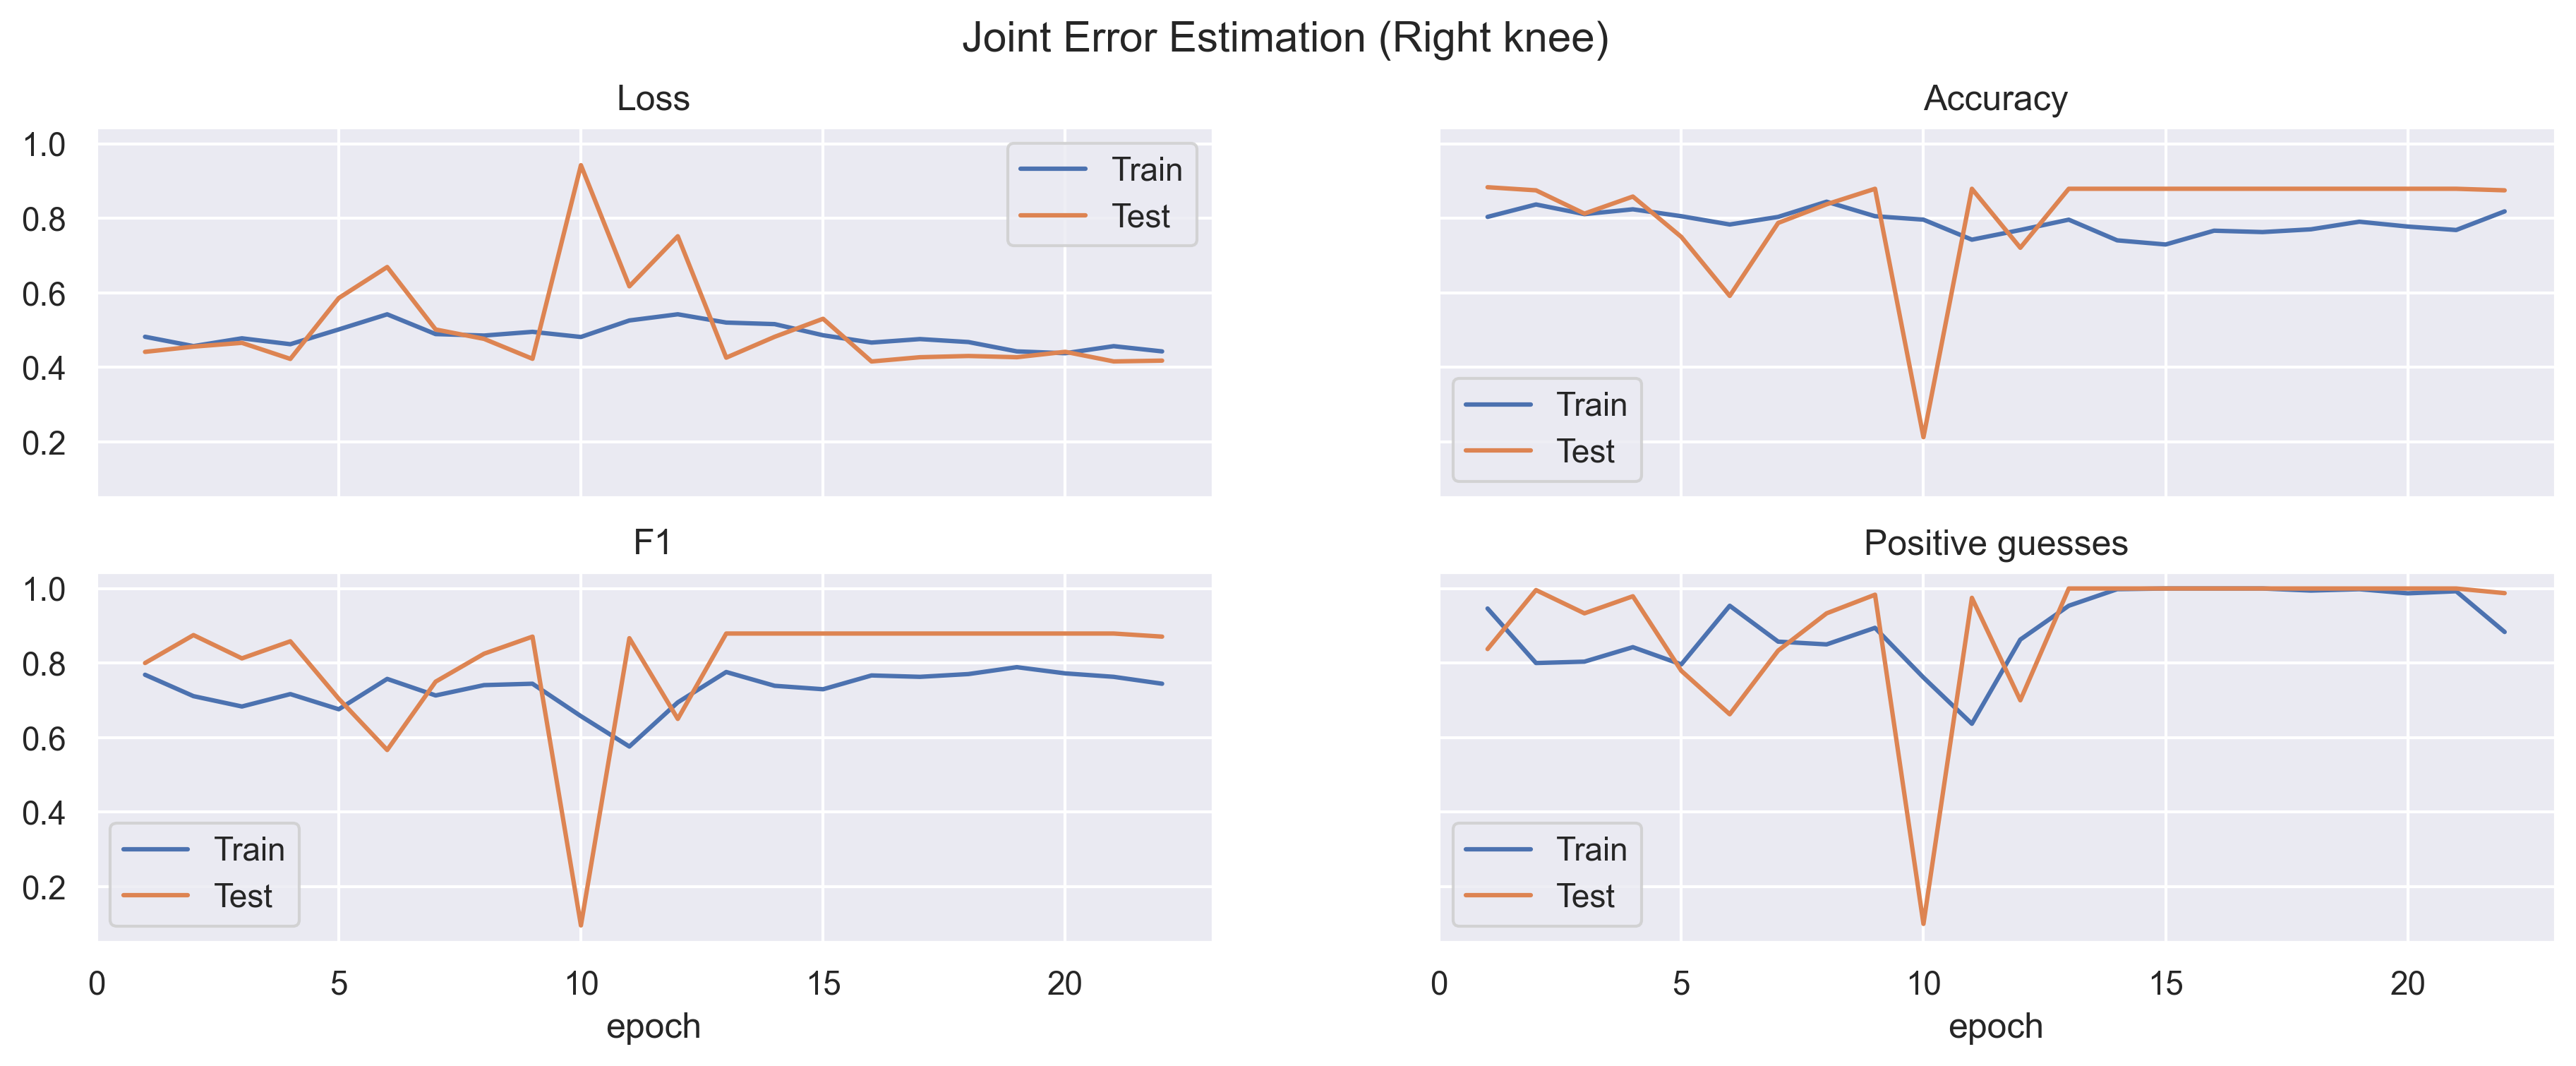 Joint Error Estimation (Right knee)
Loss
1.0
0.8
0.6
0.4
0.2
Train
Test
Accuracy
Train
Test
F1
1.0
0.8
0.6
0.4
0.2
Train
Test
0 5 10 15 20
epoch
Positive guesses
Train
Test
0 5 10 15 20
epoch